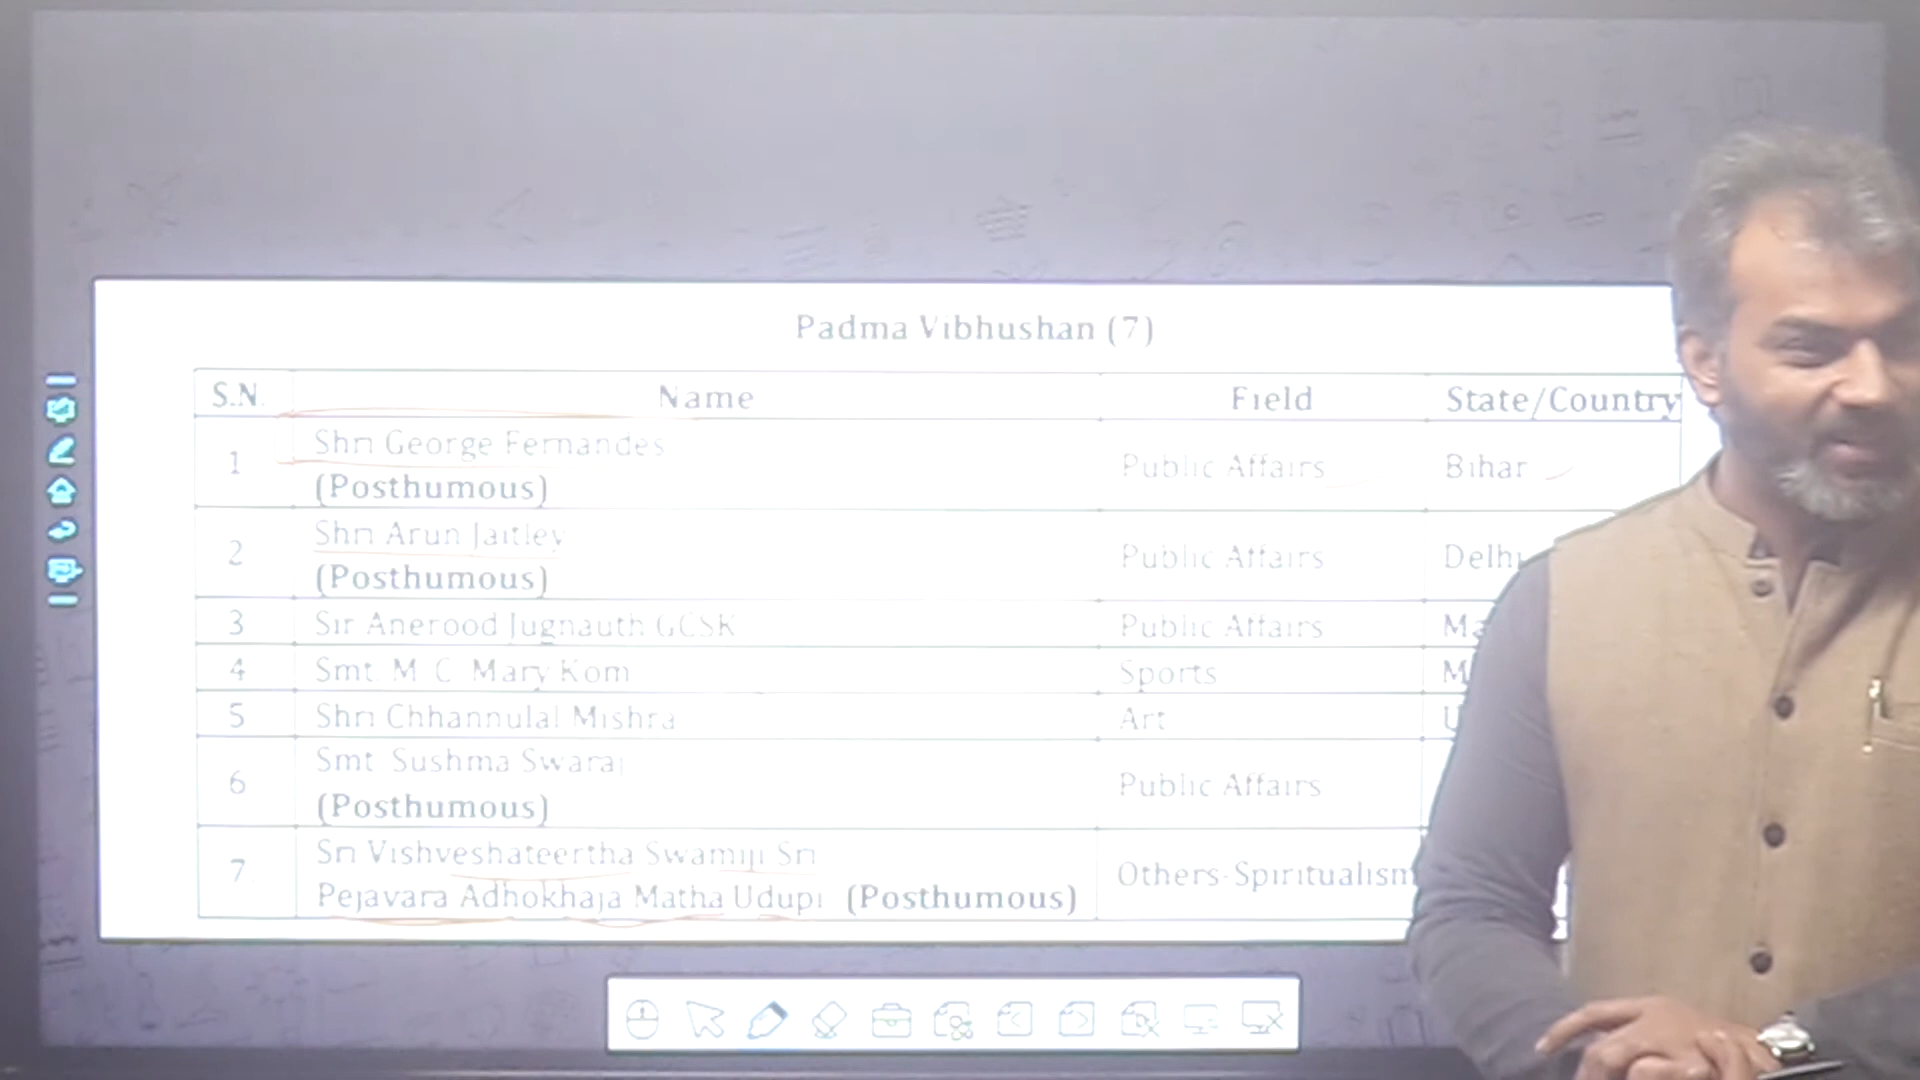 Padma Vibhushan (7)
S.N. Name Field State/Country
1 Shri George Fernandes (Posthumous) Public Affairs Bihar
2 Shri Arun Jaitley (Posthumous) Public Affairs Delhi
3 Sir Anerood Jugnauth GCSK Public Affairs
4 Smt. M. C. Mary Kom Sports
5 Shri Chhannulal Mishra Art
6 Smt. Sushma Swaraj (Posthumous) Public Affairs
7 Sri Vishveshateertha Swamiji Sri
Pejavara Adhokhaja Matha Udupi (Posthumous) Others-Spiritualism